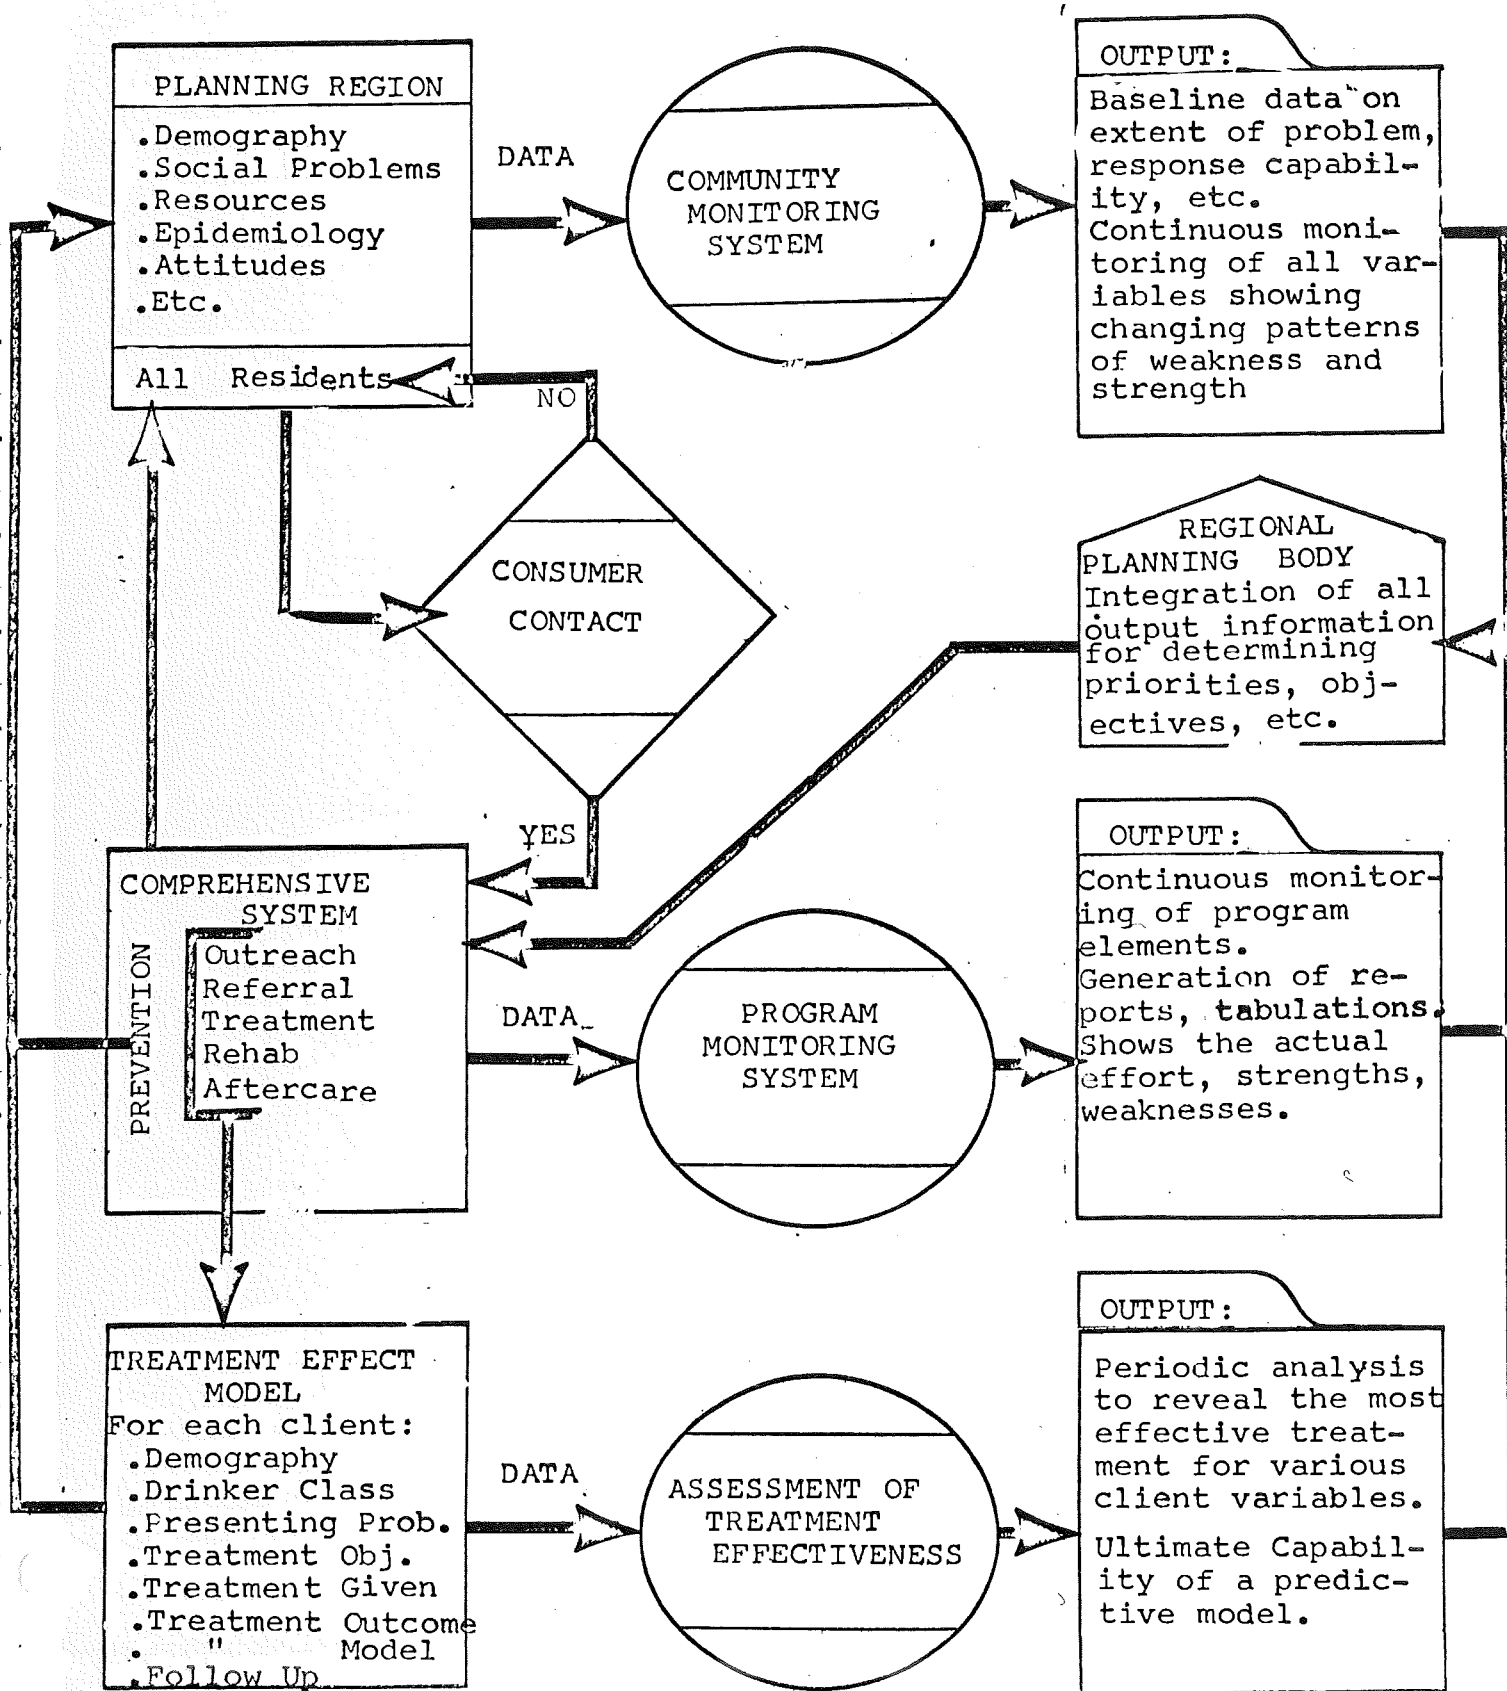 PLANNING REGION
.Demography
.Social Problems
.Resources
.Epidemiology
.Attitudes
.Etc.
All Residents
DATA
COMMUNITY
MONITORING
SYSTEM
OUTPUT:
Baseline data on
extent of problem,
response capabil-
ity, etc.
Continuous moni-
toring of all var-
iables showing
changing patterns
of weakness and
strength
NO
CONSUMER
CONTACT
YES
REGIONAL
PLANNING BODY
Integration of all
output information
for determining
priorities, obj-
ectives, etc.
COMPREHENSIVE
SYSTEM
PREVENTION
Outreach
Referral
Treatment
Rehab
Aftercare
DATA
PROGRAM
MONITORING
SYSTEM
OUTPUT:
Continuous monitor-
ing of program
elements.
Generation of re-
ports, tabulations.
Shows the actual
effort, strengths,
weaknesses.
TREATMENT EFFECT
MODEL
For each client:
.Demography
.Drinker Class
.Presenting Prob.
.Treatment Obj.
.Treatment Given
.Treatment Outcome
. " Model
.Follow Up
DATA
ASSESSMENT OF
TREATMENT
EFFECTIVENESS
OUTPUT:
Periodic analysis
to reveal the most
effective treat-
ment for various
client variables.
Ultimate Capabil-
ity of a predic-
tive model.